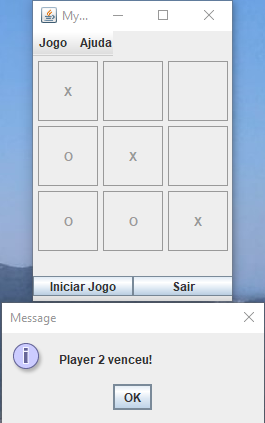 My...
Jogo Ajuda
X
O X
O O X
Iniciar Jogo Sair
Message
Player 2 venceu!
OK